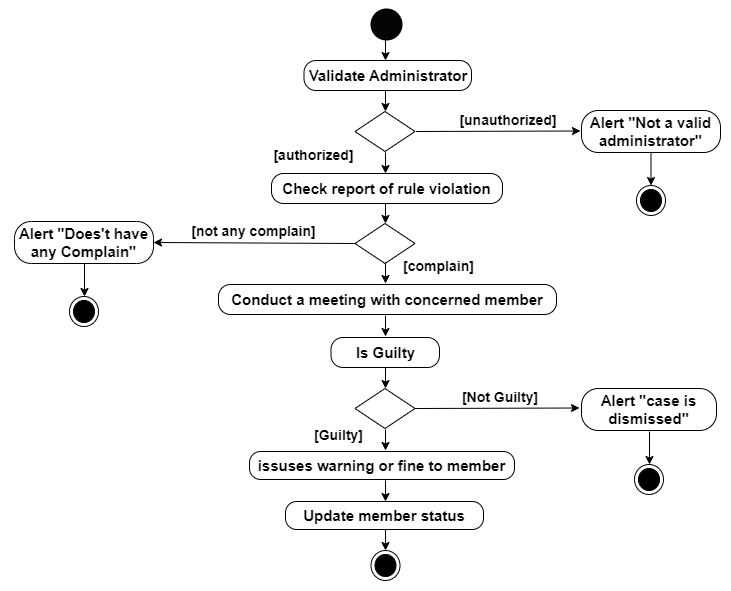 Validate Administrator
[unauthorized]
Alert "Not a valid
administrator"
[authorized]
Check report of rule violation
[not any complain]
Alert "Does't have
any Complain"
[complain]
Conduct a meeting with concerned member
Is Guilty
[Not Guilty]
Alert "case is
dismissed"
[Guilty]
issuses warning or fine to member
Update member status